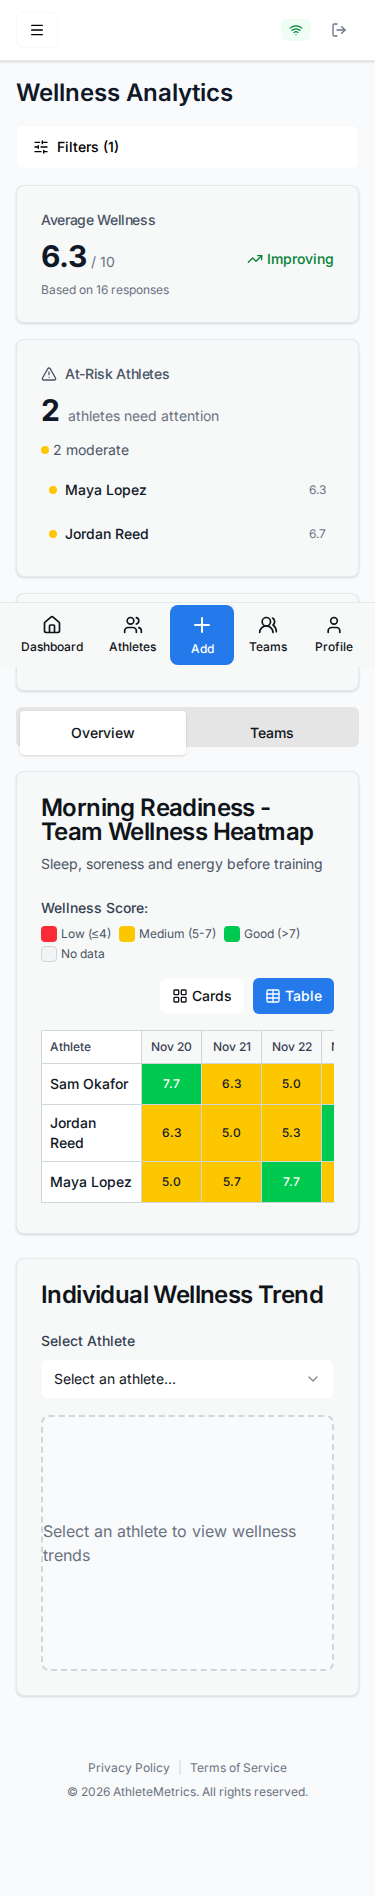 Wellness Analytics
Filters (1)
Average Wellness
6.3 / 10
Improving
Based on 16 responses
At-Risk Athletes
2 athletes need attention
2 moderate
Maya Lopez 6.3
Jordan Reed 6.7
Dashboard Athletes Add Teams Profile
Overview Teams
Morning Readiness -
Team Wellness Heatmap
Sleep, soreness and energy before training
Wellness Score:
Low (≤4) Medium (5-7) Good (>7)
No data
Cards Table
Athlete Nov 20 Nov 21 Nov 22
Sam Okafor 7.7 6.3 5.0
Jordan
Reed 6.3 5.0 5.3
Maya Lopez 5.0 5.7 7.7
Individual Wellness Trend
Select Athlete
Select an athlete...
Select an athlete to view wellness
trends
Privacy Policy | Terms of Service
© 2026 AthleteMetrics. All rights reserved.